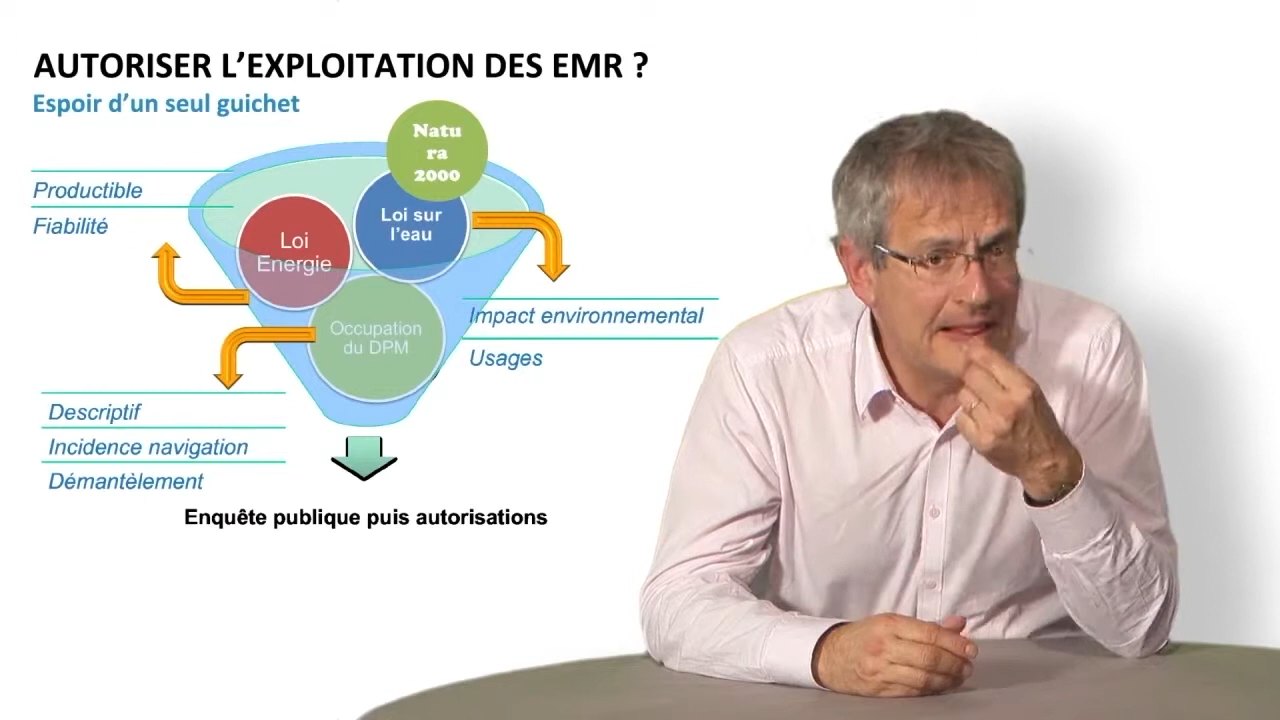 AUTORISER L'EXPLOITATION DES EMR ?
Espoir d'un seul guichet
Natu
ra
2000
Productible
Fiabilité
Loi sur
l'eau
Loi
Energie
Impact environnemental
Usages
Occupation
du DPM
Descriptif
Incidence navigation
Démantèlement
Enquête publique puis autorisations